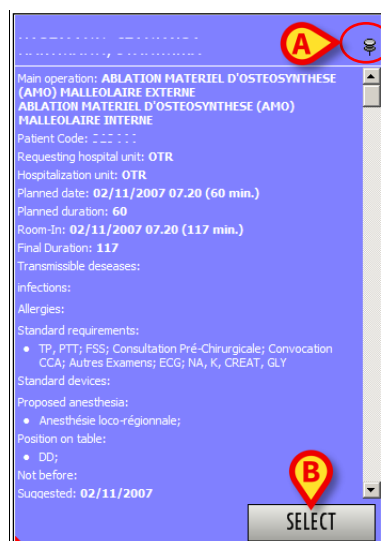 A
Main operation: ABLATION MATERIEL D'OSTEOSYNTHESE
(AMO) MALLEOLAIRE EXTERNE
ABLATION MATERIEL D'OSTEOSYNTHESE (AMO)
MALLEOLAIRE INTERNE
Patient Code:
Requesting hospital unit: OTR
Hospitalization unit: OTR
Planned date: 02/11/2007 07.20 (60 min.)
Planned duration: 60
Room-In: 02/11/2007 07.20 (117 min.)
Final Duration: 117
Transmissible deseases:
infections:
Allergies:
Standard requirements:
• TP, PTT; FSS; Consultation Pré-Chirurgicale; Convocation
CCA; Autres Examens; ECG; NA, K, CREAT, GLY
Standard devices:
Proposed anesthesia:
• Anesthésie loco-régionnale;
Position on table:
• DD;
Not before:
Suggested: 02/11/2007
B
SELECT